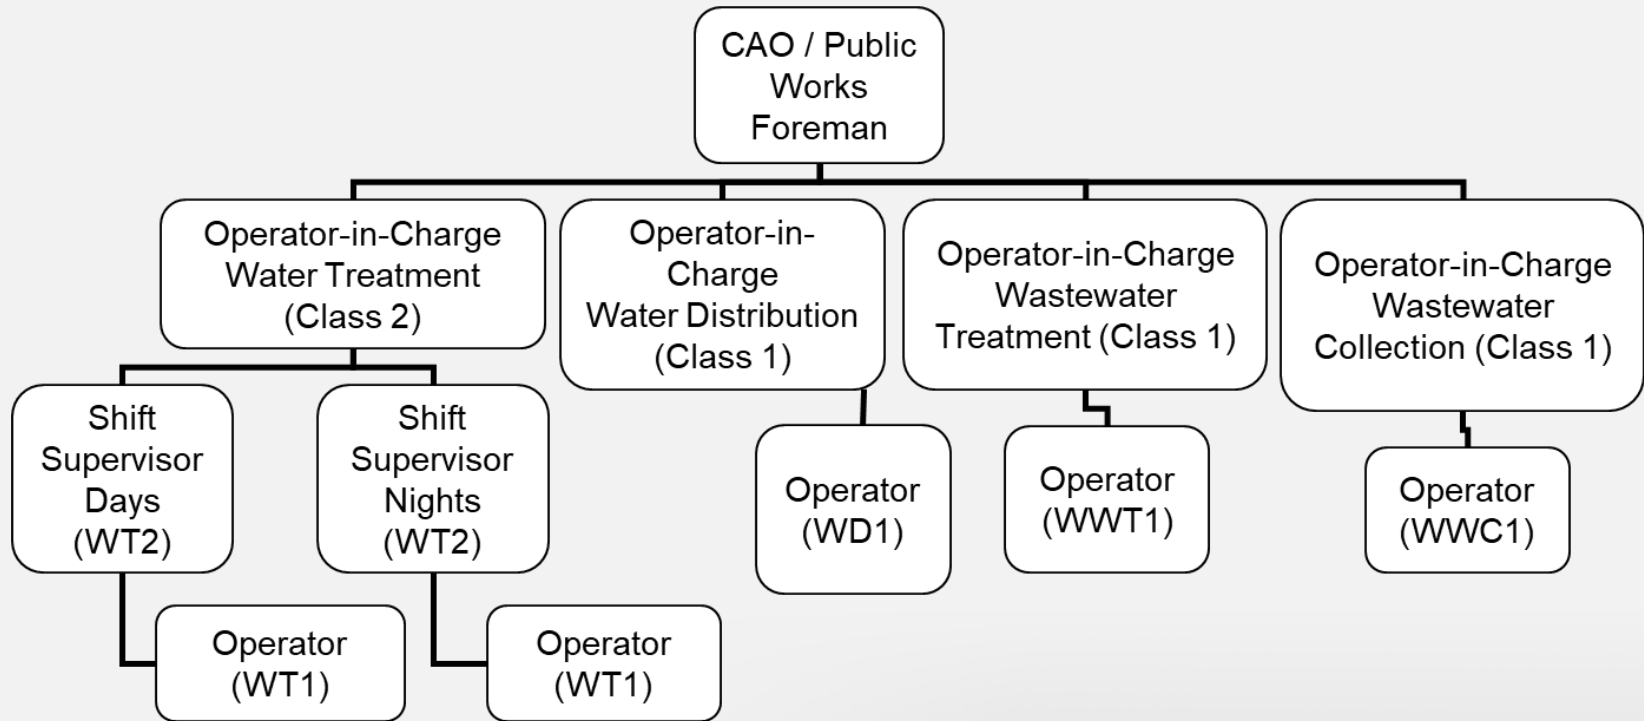 CAO / Public
Works
Foreman
Operator-in-Charge
Water Treatment
(Class 2)
Operator-in-
Charge
Water Distribution
(Class 1)
Operator-in-Charge
Wastewater
Treatment (Class 1)
Operator-in-Charge
Wastewater
Collection (Class 1)
Shift
Supervisor
Days
(WT2)
Shift
Supervisor
Nights
(WT2)
Operator
(WD1)
Operator
(WWT1)
Operator
(WWC1)
Operator
(WT1)
Operator
(WT1)